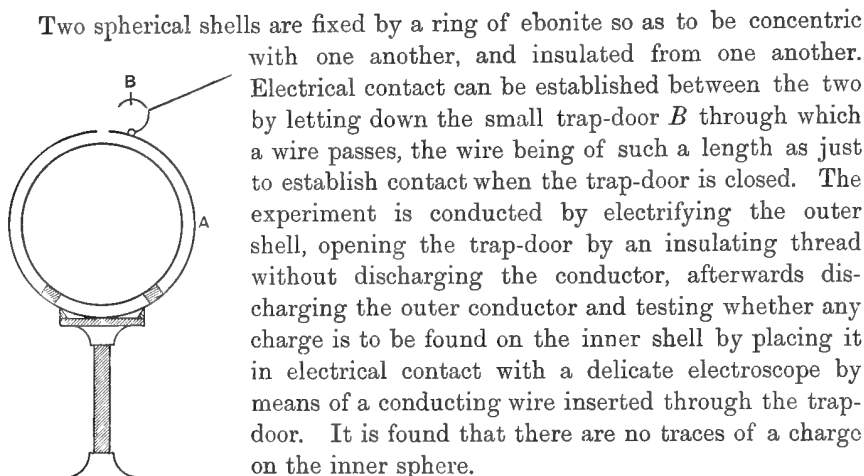 Two spherical shells are fixed by a ring of ebonite so as to be concentric
with one another, and insulated from one another.
B
Electrical contact can be established between the two
by letting down the small trap-door B through which
a wire passes, the wire being of such a length as just
to establish contact when the trap-door is closed. The
A
experiment is conducted by electrifying the outer
shell, opening the trap-door by an insulating thread
without discharging the conductor, afterwards dis-
charging the outer conductor and testing whether any
charge is to be found on the inner shell by placing it
in electrical contact with a delicate electroscope by
means of a conducting wire inserted through the trap-
door. It is found that there are no traces of a charge
on the inner sphere.